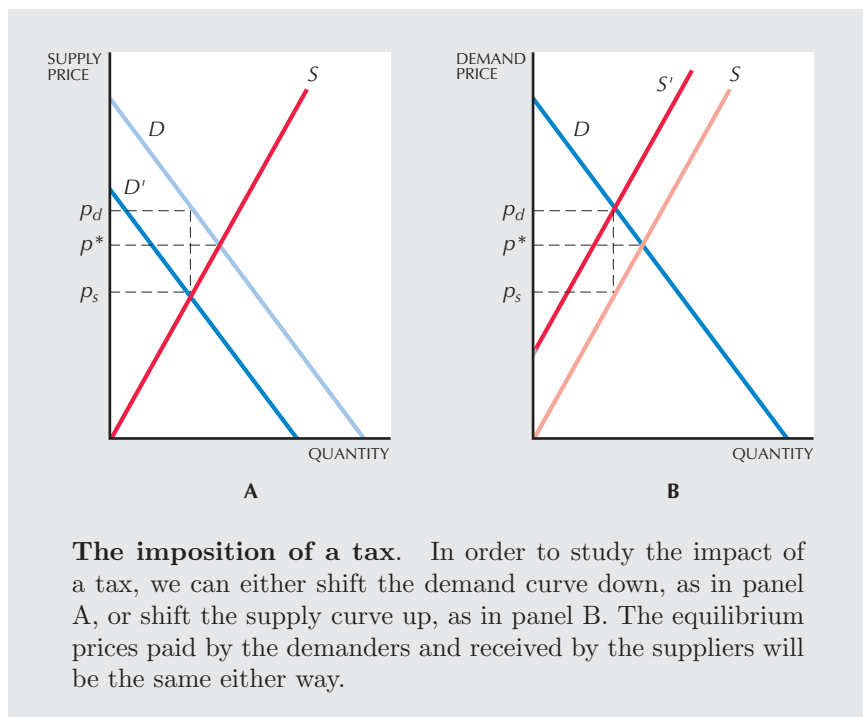 SUPPLY
PRICE
S
D
D'
p_d
p*
p_s
QUANTITY
A
DEMAND
PRICE
S'
S
D
p_d
p*
p_s
QUANTITY
B
The imposition of a tax. In order to study the impact of
a tax, we can either shift the demand curve down, as in panel
A, or shift the supply curve up, as in panel B. The equilibrium
prices paid by the demanders and received by the suppliers will
be the same either way.